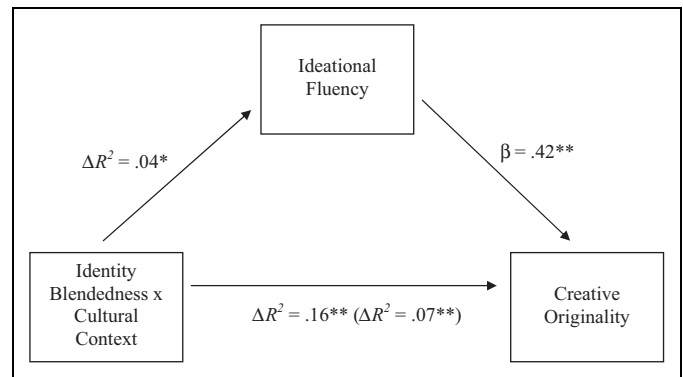 Ideational
Fluency
ΔR² = .04*
β = .42**
Identity
Blendedness x
Cultural
Context
ΔR² = .16** (ΔR² = .07**)
Creative
Originality